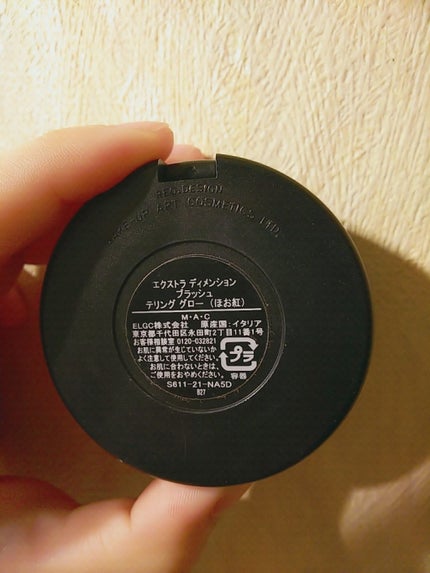 REG.DESIGN
MAKE-UP ART COSMETICS LTD.
エクストラ ディメンション
ブラッシュ
テリング グロー (ほお紅)
M・A・C
ELGC株式会社 原産国:イタリア
東京都千代田区永田町2丁目11番1号
お客様相談室 0120-032821
お肌に異常が生じていないか
よく注意して使用してください。
お肌に合わないときは、
ご使用をおやめください。
プラ
容器
S611-21-NA5D
B27